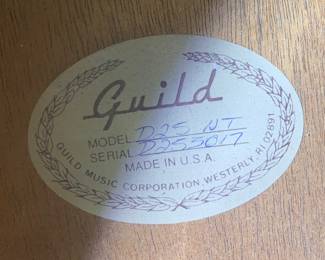 Guild
MODEL D25 NT
SERIAL D253017
MADE IN U.S.A.
GUILD MUSIC CORPORATION, WESTERLY, RI 02891